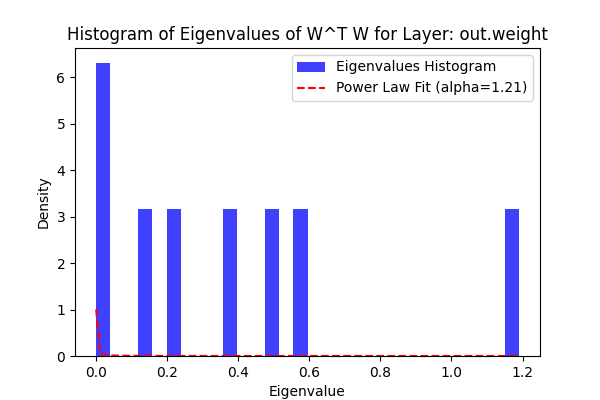 Histogram of Eigenvalues of W^T W for Layer: out.weight
Eigenvalues Histogram
Power Law Fit (alpha=1.21)
6
5
4
3
2
1
0
Density
0.0 0.2 0.4 0.6 0.8 1.0 1.2
Eigenvalue